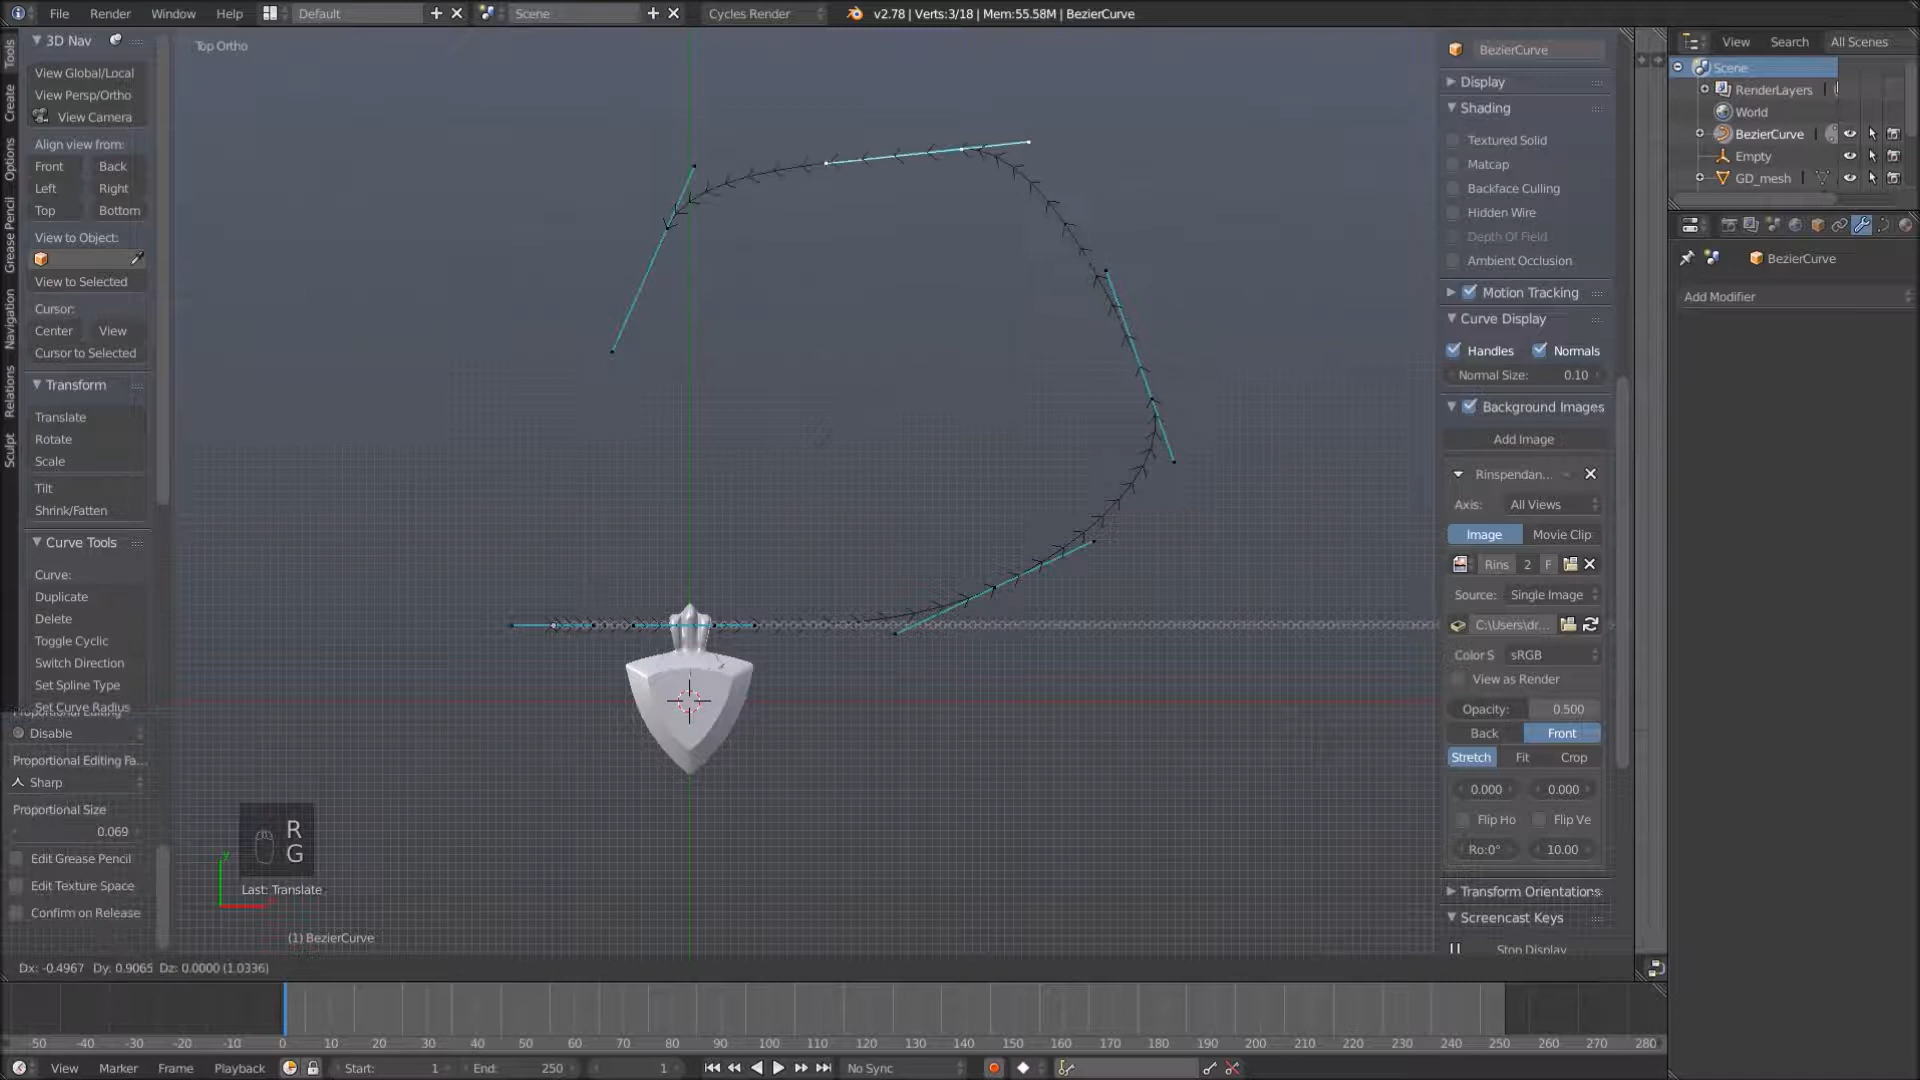 File Render Window Help Default Scene Cycles Render v2.78 | Verts:3/18 | Mem:55.58M | BezierCurve
Tools
Create
Options
Grease Pencil
Navigation
Relations
Sculpt
3D Nav
View Global/Local
View Persp/Ortho
View Camera
Align view from:
Front Back
Left Right
Top Bottom
View to Object:
View to Selected
Cursor:
Center View
Cursor to Selected
Transform
Translate
Rotate
Scale
Tilt
Shrink/Fatten
Curve Tools
Curve:
Duplicate
Delete
Toggle Cyclic
Switch Direction
Set Spline Type
Set Curve Radius
Proportional Editing
Disable
Proportional Editing Fa...
Sharp
Proportional Size
0.069
Edit Grease Pencil
Edit Texture Space
Confirm on Release
Top Ortho
R
G
Last: Translate
y
(1) BezierCurve
Dx: -0.4967 Dy: 0.9065 Dz: 0.0000 (1.0336)
BezierCurve
Display
Shading
Textured Solid
Matcap
Backface Culling
Hidden Wire
Depth Of Field
Ambient Occlusion
Motion Tracking
Curve Display
Handles Normals
Normal Size: 0.10
Background Images
Add Image
Rinspendan...
Axis: All Views
Image Movie Clip
Rins 2 F
Source: Single Image
C:\Users\dr...
Color S sRGB
View as Render
Opacity: 0.500
Back Front
Stretch Fit Crop
0.000 0.000
Flip Ho Flip Ve
Ro:0° 10.00
Transform Orientations
Screencast Keys
Stop Display
View Search All Scenes
Scene
RenderLayers
World
BezierCurve
Empty
GD_mesh
BezierCurve
Add Modifier
-50 -40 -30 -20 -10 0 10 20 30 40 50 60 70 80 90 100 110 120 130 140 150 160 170 180 190 200 210 220 230 240 250 260 270 280
View Marker Frame Playback Start: 1 End: 250 1 No Sync